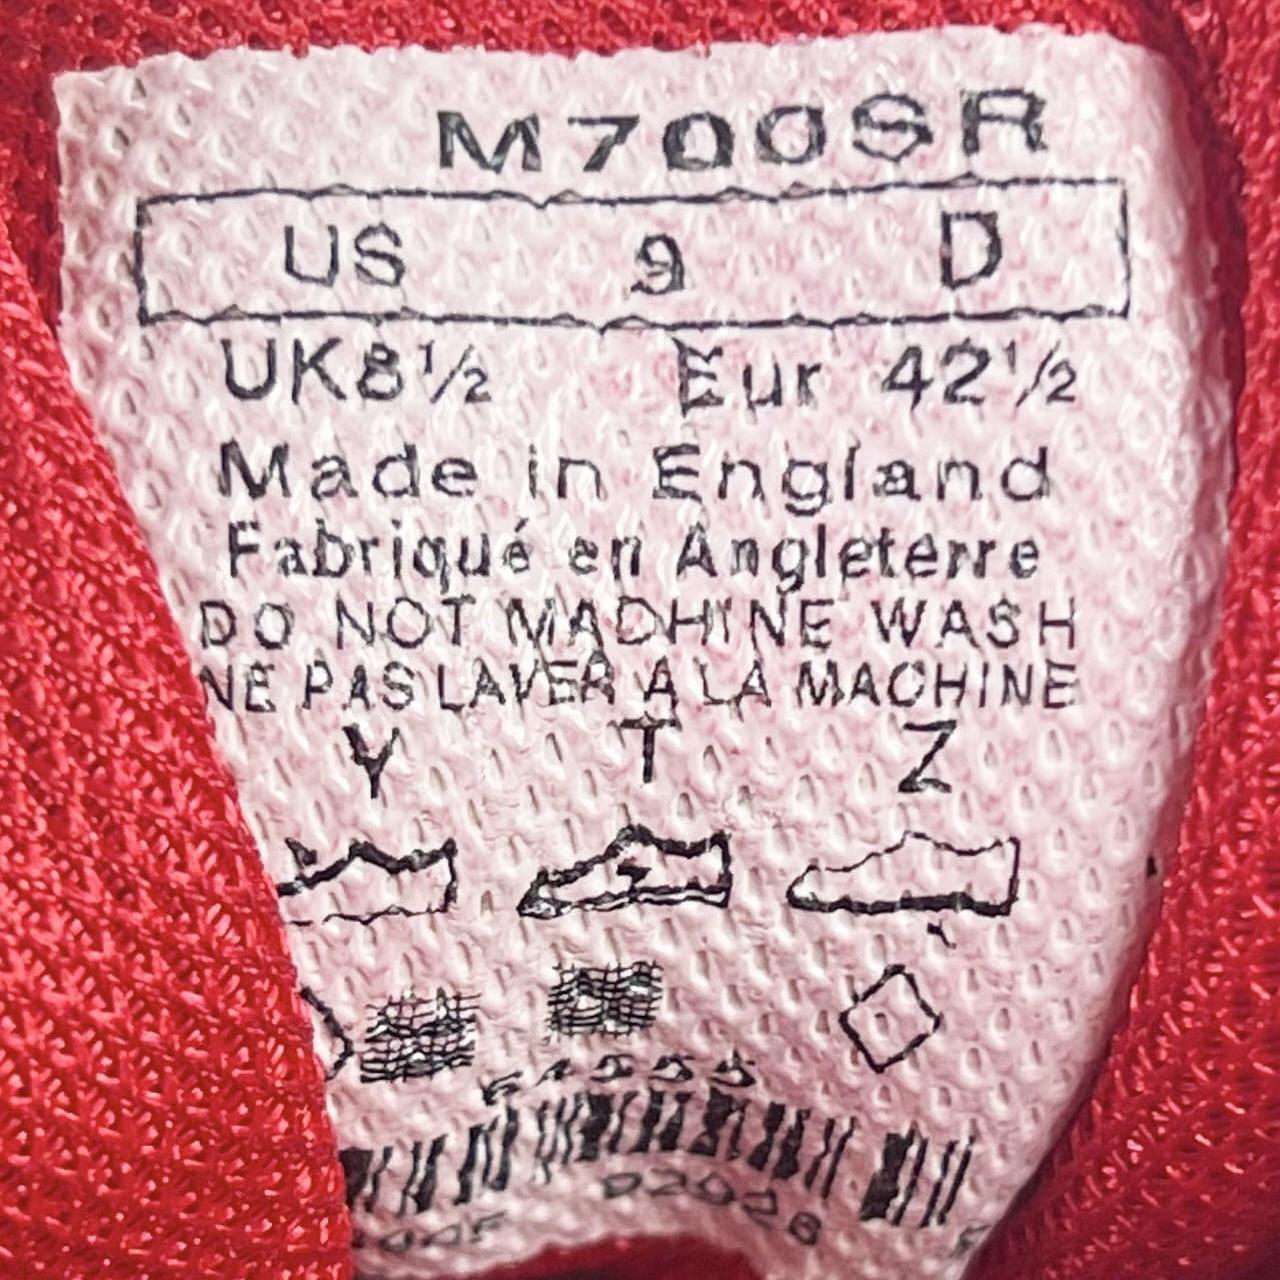 M700SR
US 9 D
UK8½ Eur 42½
Made in England
Fabriqué en Angleterre
DO NOT MACHINE WASH
NE PAS LAVER A LA MACHINE
Y T Z
02028